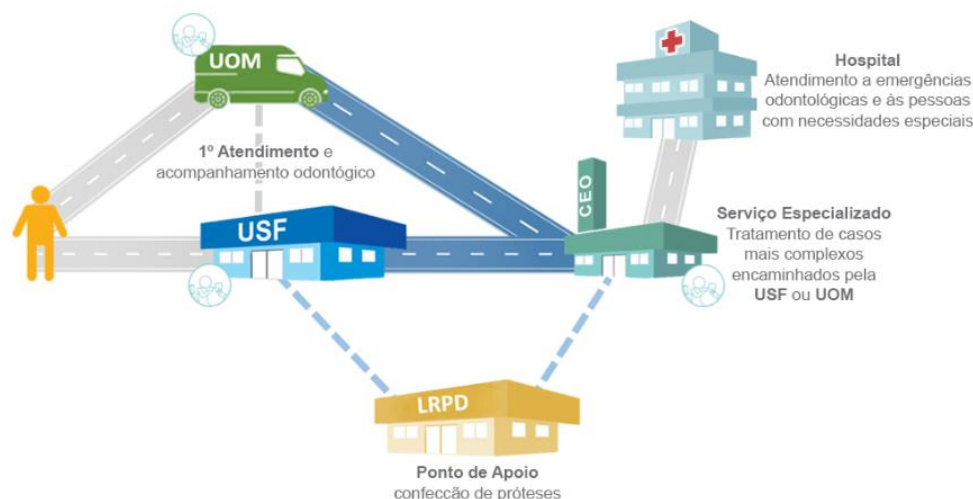 UOM
Hospital
Atendimento a emergências
odontológicas e às pessoas
com necessidades especiais
1º Atendimento e
acompanhamento odontógico
CEO
USF
Serviço Especializado
Tratamento de casos
mais complexos
encaminhados pela
USF ou UOM
LRPD
Ponto de Apoio
confecção de próteses